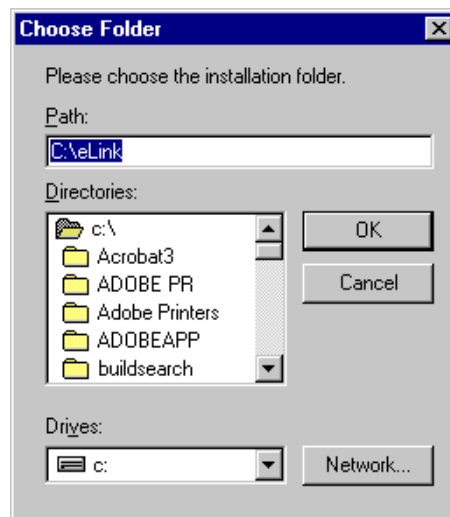 Choose Folder
Please choose the installation folder.
Path:
C:\eLink
Directories:
c:\
Acrobat3
ADOBE PR
Adobe Printers
ADOBEAPP
buildsearch
OK
Cancel
Drives:
c:
Network...